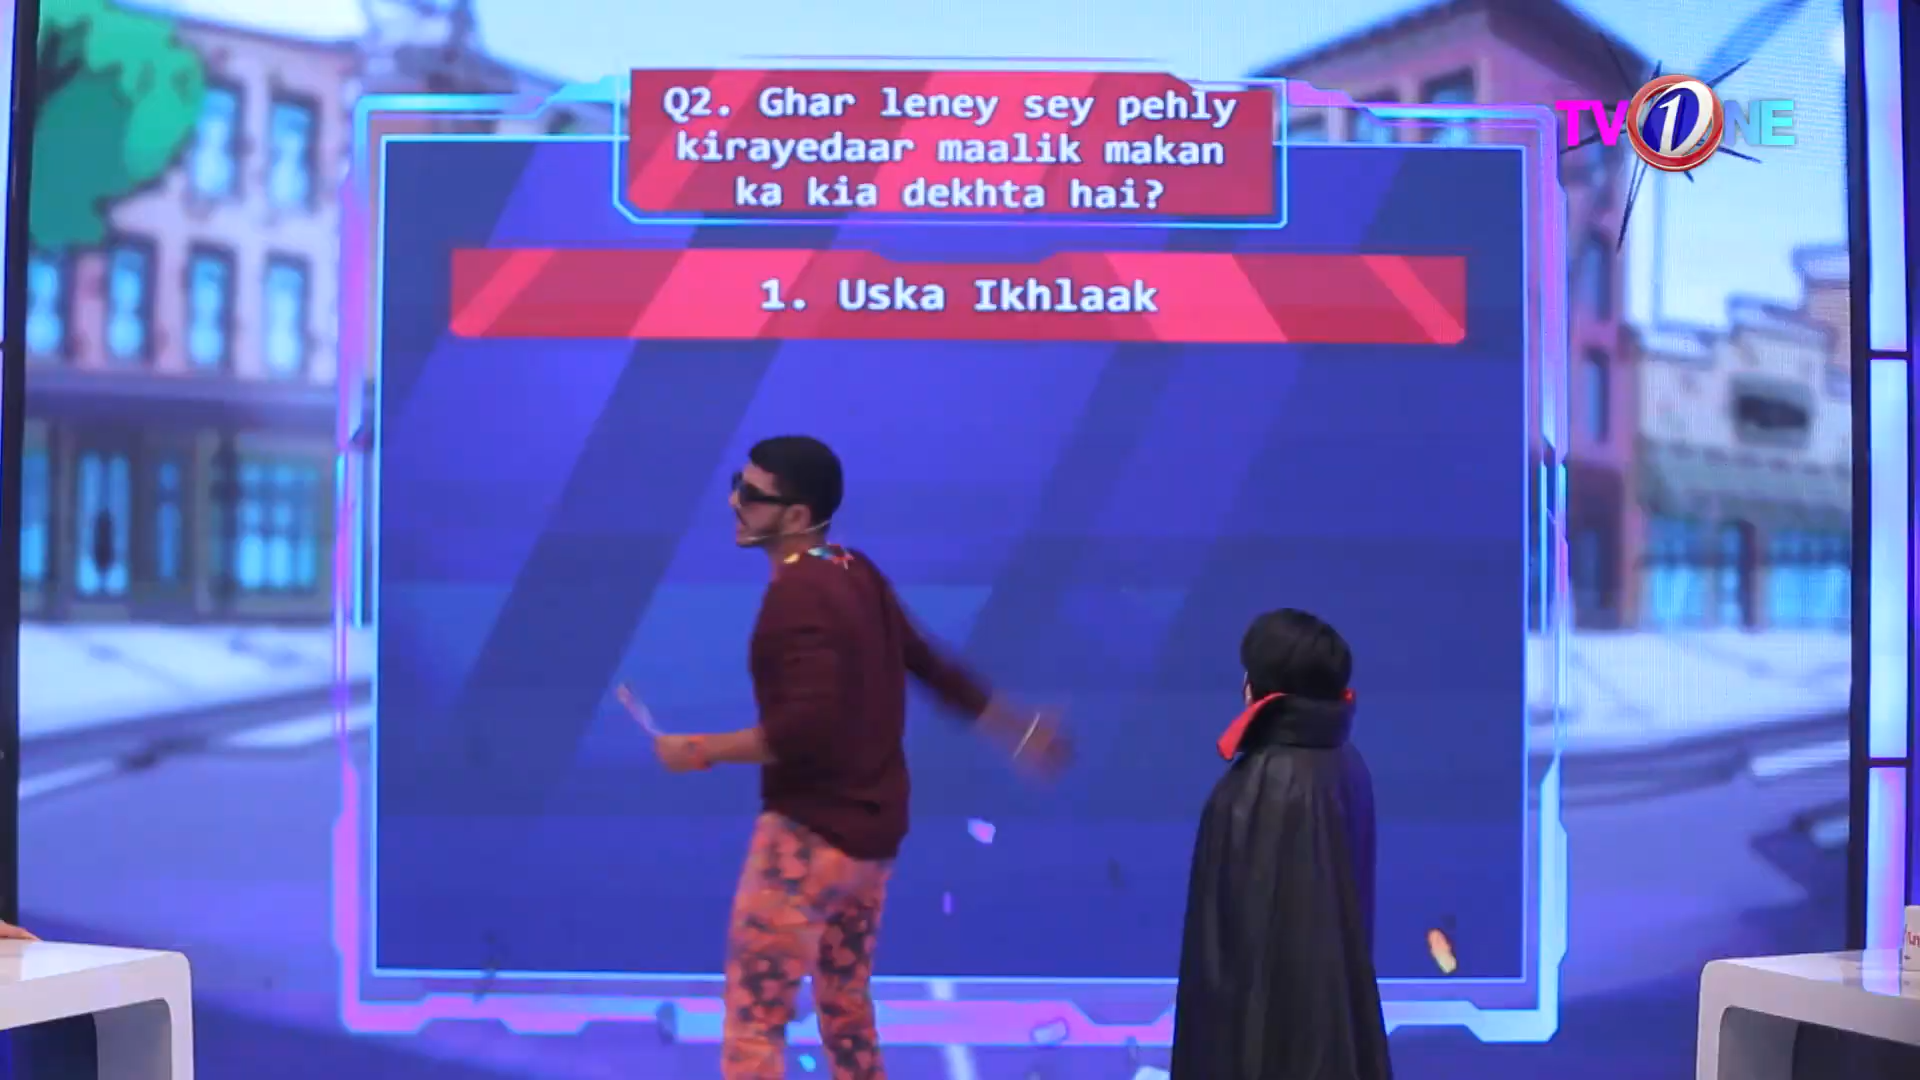 Q2. Ghar leney sey pehly
kirayedaar maalik makan
ka kia dekhta hai?
TV ONE
1. Uska Ikhlaak